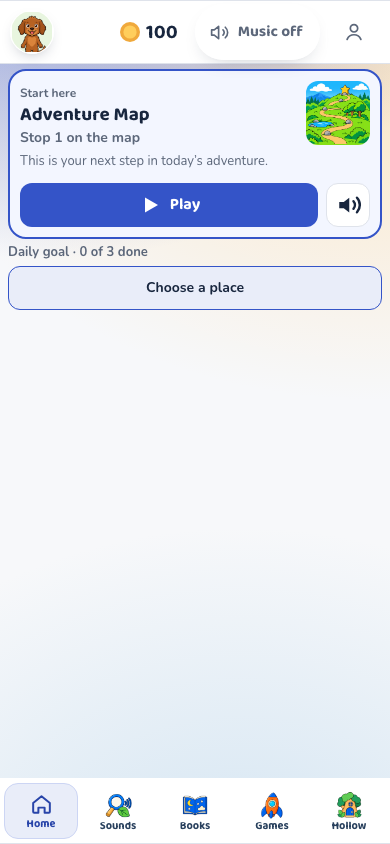 100
Music off
Start here
Adventure Map
Stop 1 on the map
This is your next step in today's adventure.
Play
Daily goal · 0 of 3 done
Choose a place
Home
Sounds
Books
Games
Hollow